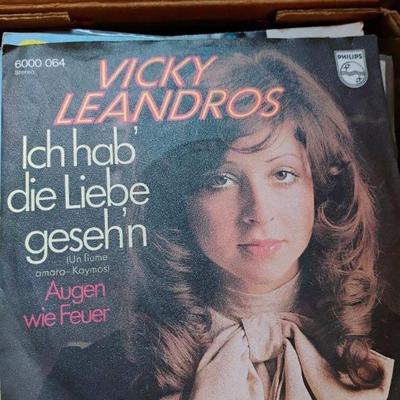 6000 064
Stereo
PHILIPS
VICKY
LEANDROS
Ich hab'
die Liebe
geseh'n
(Un fiume
amaro-Kaymos)
Augen
wie Feuer